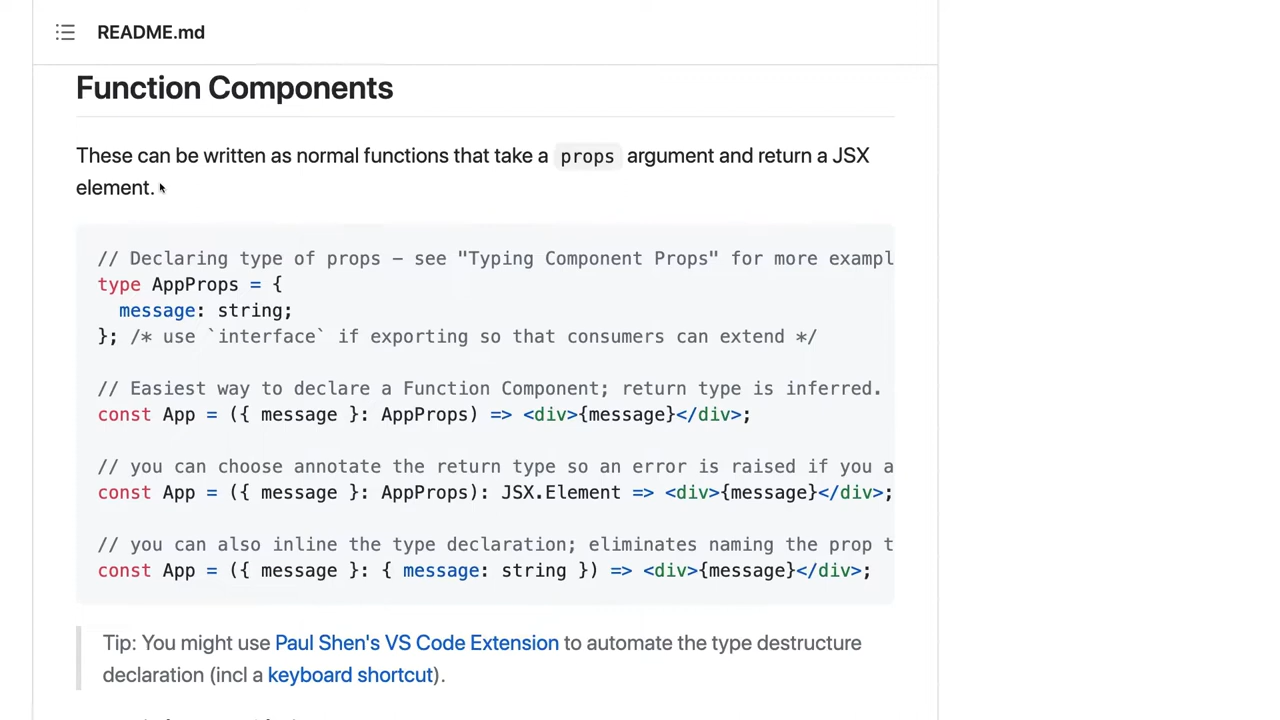 README.md
Function Components
These can be written as normal functions that take a props argument and return a JSX
element.
// Declaring type of props – see "Typing Component Props" for more exampl
type AppProps = {
  message: string;
}; /* use `interface` if exporting so that consumers can extend */
// Easiest way to declare a Function Component; return type is inferred.
const App = ({ message }: AppProps) => <div>{message}</div>;
// you can choose annotate the return type so an error is raised if you a
const App = ({ message }: AppProps): JSX.Element => <div>{message}</div>;
// you can also inline the type declaration; eliminates naming the prop t
const App = ({ message }: { message: string }) => <div>{message}</div>;
Tip: You might use Paul Shen's VS Code Extension to automate the type destructure
declaration (incl a keyboard shortcut).